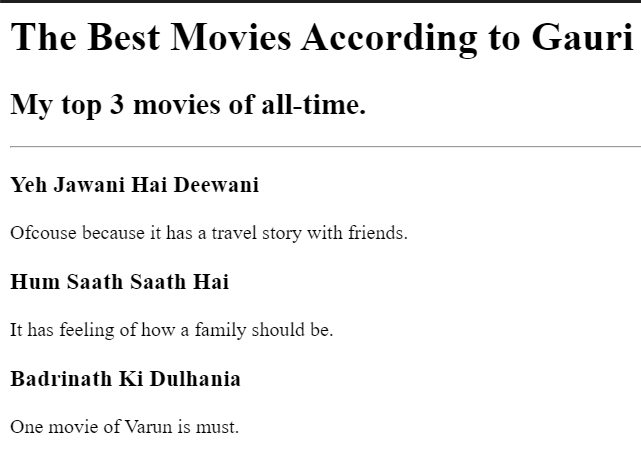 The Best Movies According to Gauri
My top 3 movies of all-time.
Yeh Jawani Hai Deewani
Ofcouse because it has a travel story with friends.
Hum Saath Saath Hai
It has feeling of how a family should be.
Badrinath Ki Dulhania
One movie of Varun is must.